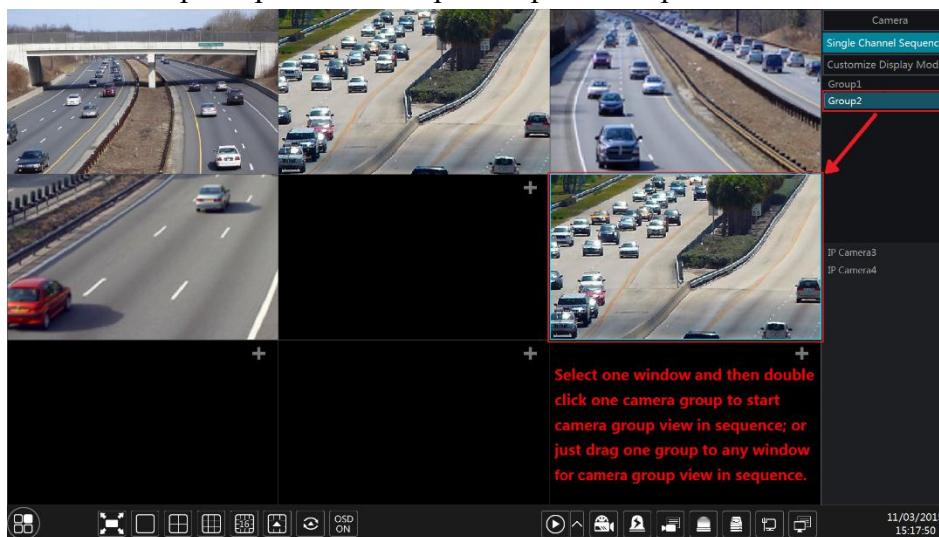 Camera
Single Channel Sequenc
Customize Display Mod
Group1
Group2
IP Camera3
IP Camera4
Select one window and then double
click one camera group to start
camera group view in sequence; or
just drag one group to any window
for camera group view in sequence.
16
OSD
ON
11/03/201
15:17:50